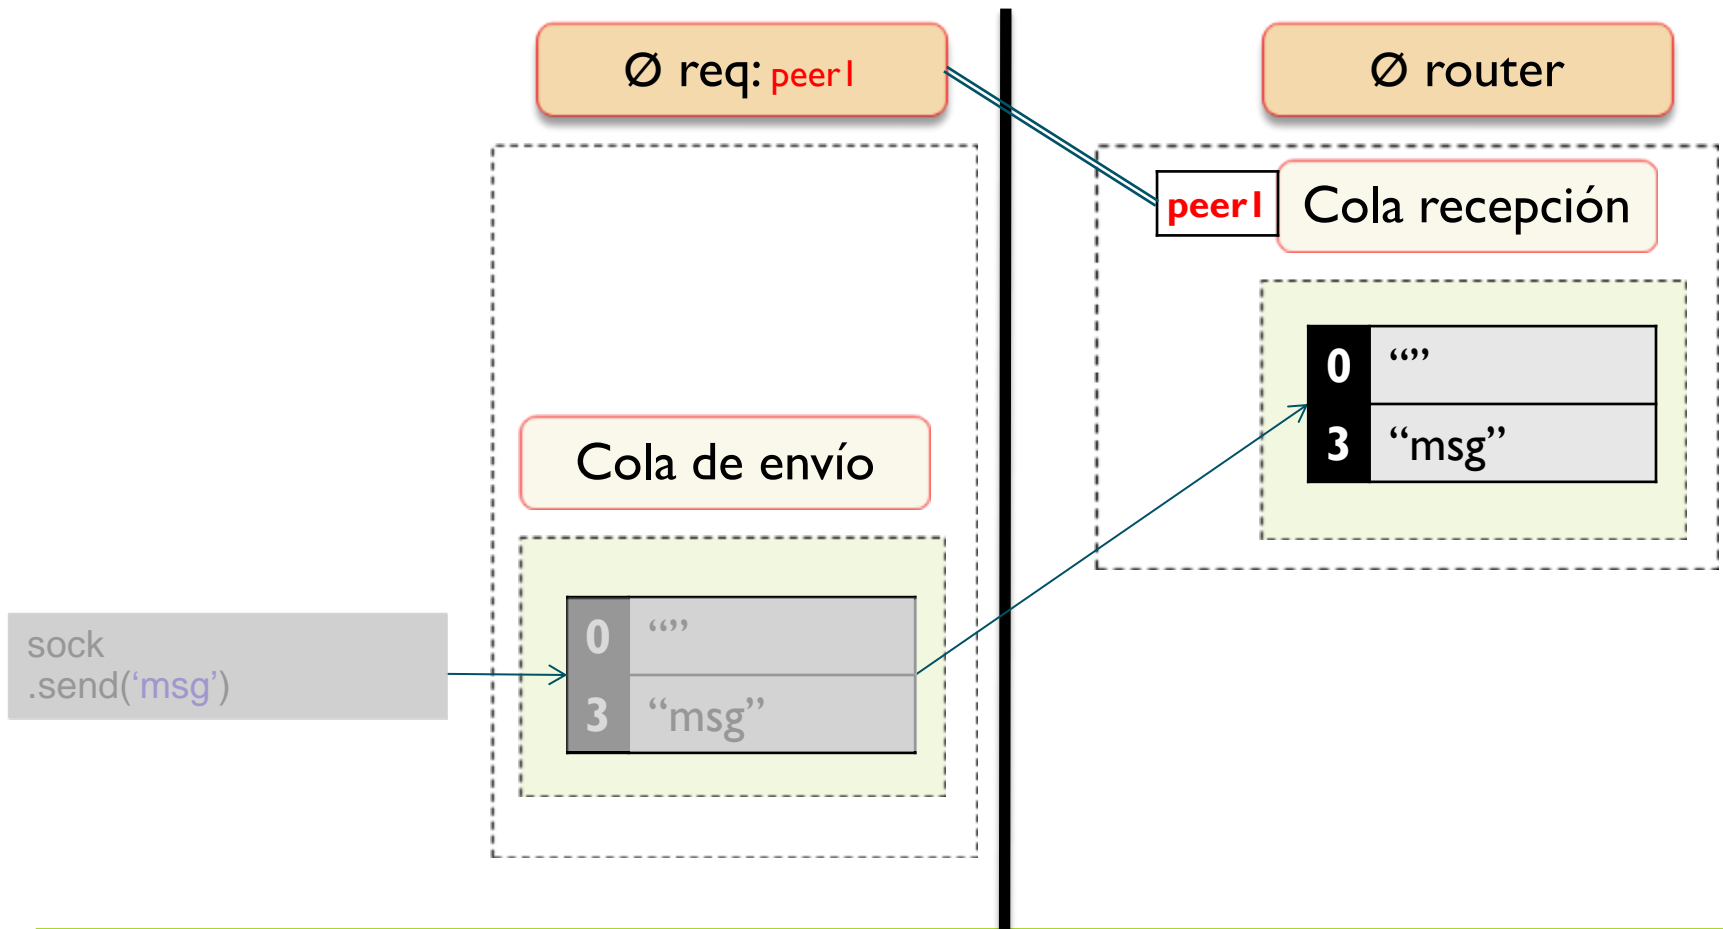 Ø req: peer1
Ø router
peer1
Cola recepción
0 “”
3 “msg”
Cola de envío
0 “”
3 “msg”
sock
.send(‘msg’)